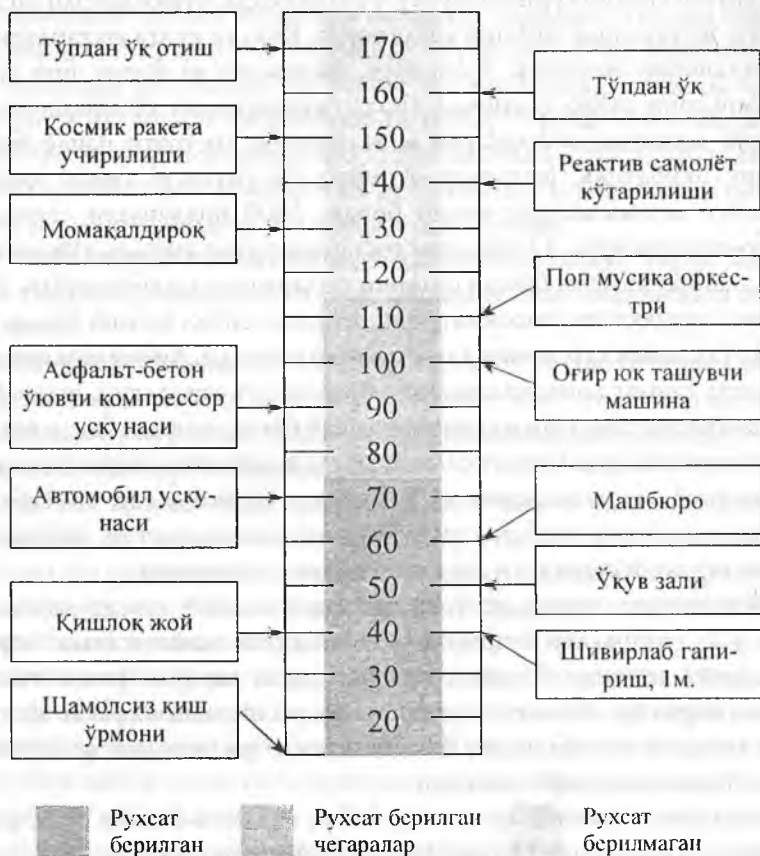 Тўпдан ўқ отиш
Космик ракета
учирилиши
Момақалдироқ
Асфальт-бетон
ўювчи компрессор
ускунаси
Автомобил уску-
наси
Қишлоқ жой
Шамолсиз қиш
ўрмони
170
160
150
140
130
120
110
100
90
80
70
60
50
40
30
20
Тўпдан ўқ
Реактив самолёт
кўтарилиши
Поп мусиқа оркес-
три
Оғир юк ташувчи
машина
Машбюро
Ўқув зали
Шивирлаб гапи-
риш, 1м.
Рухсат
берилган
Рухсат берилган
чегаралар
Рухсат
берилмаган